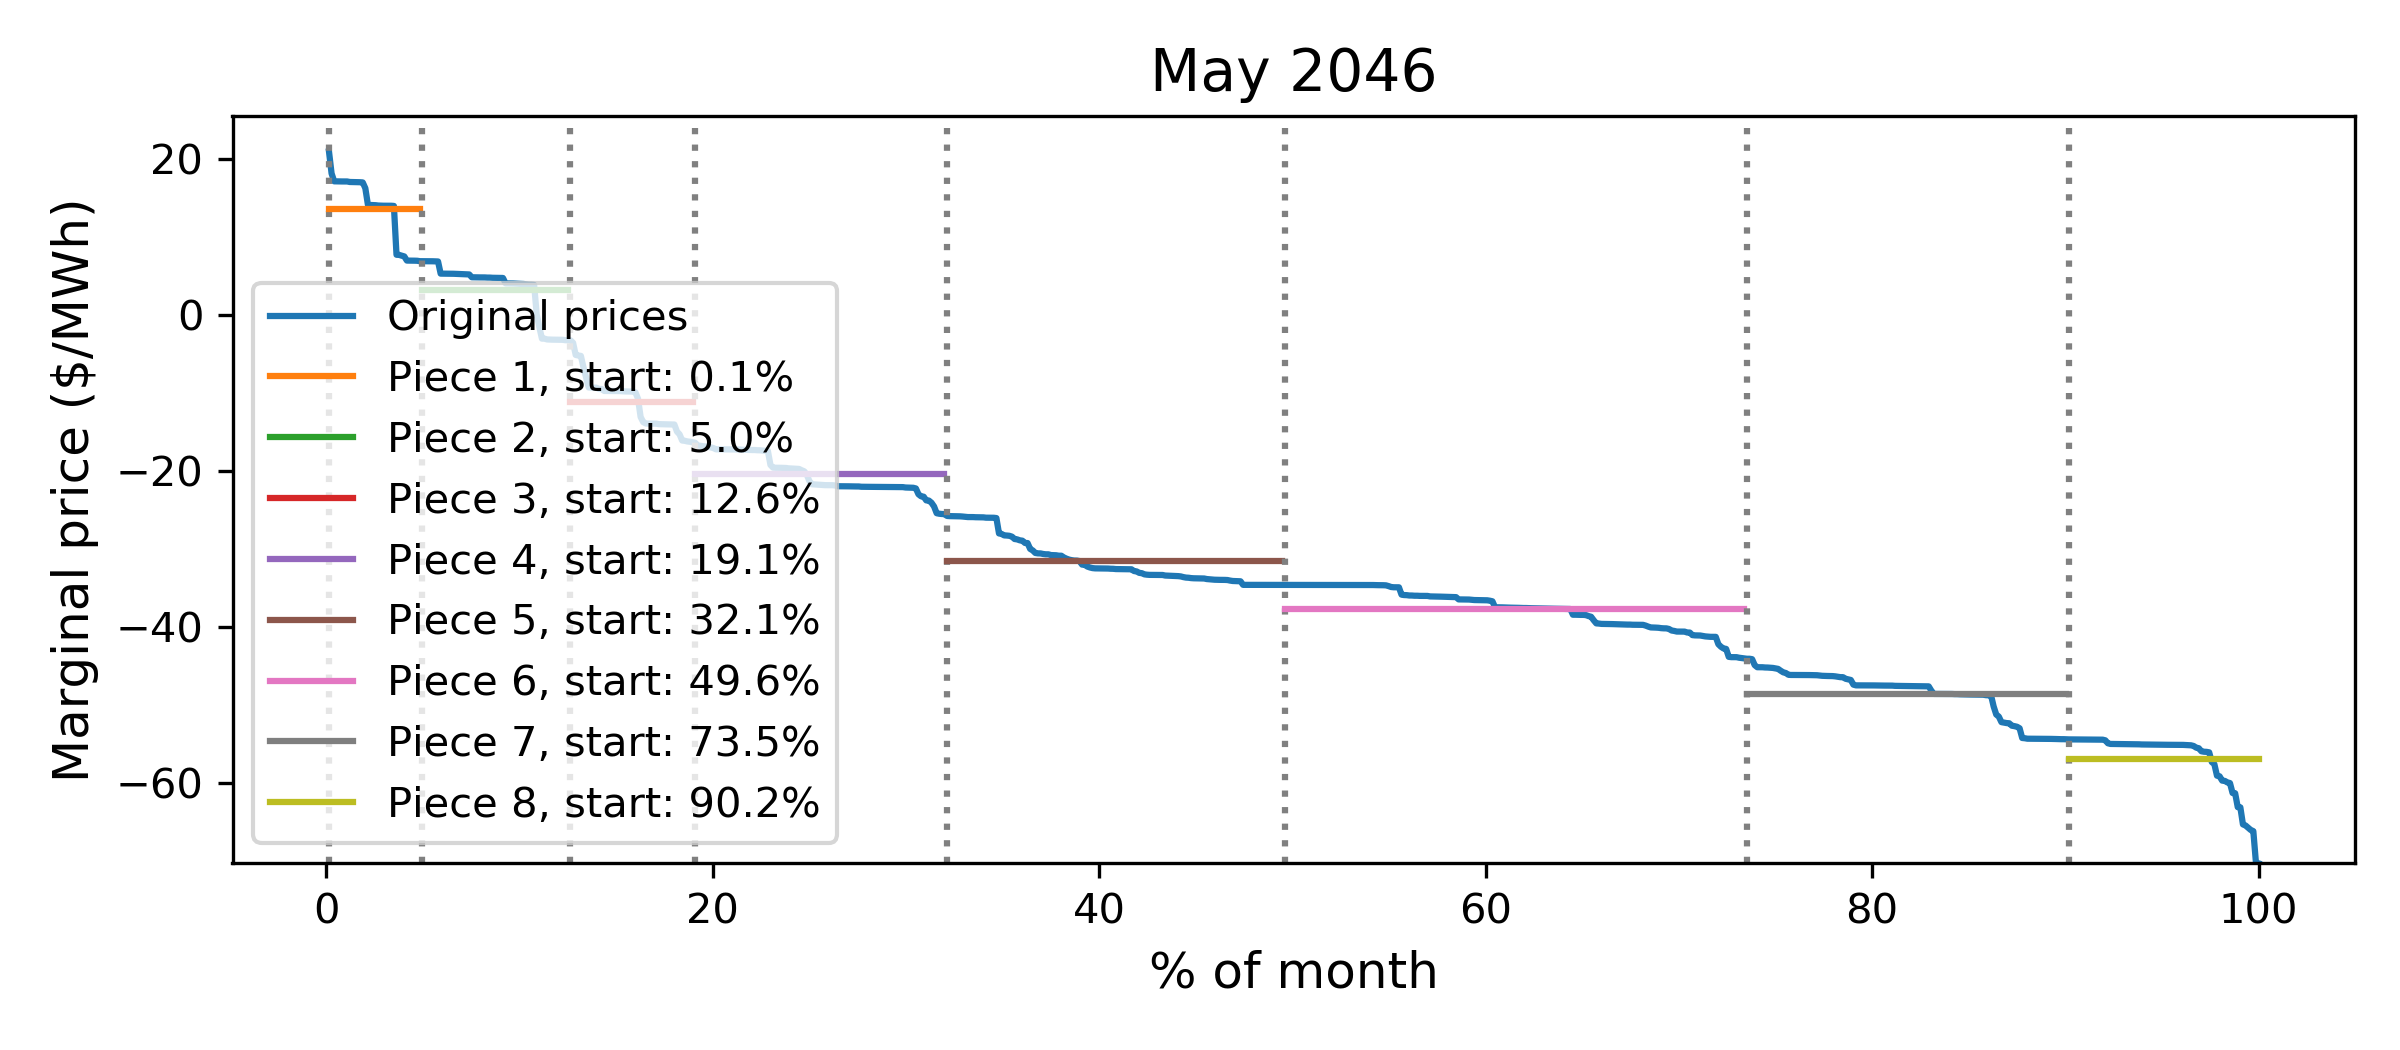 May 2046
Marginal price ($/MWh)
20
0
−20
−40
−60
Original prices
Piece 1, start: 0.1%
Piece 2, start: 5.0%
Piece 3, start: 12.6%
Piece 4, start: 19.1%
Piece 5, start: 32.1%
Piece 6, start: 49.6%
Piece 7, start: 73.5%
Piece 8, start: 90.2%
0 20 40 60 80 100
% of month